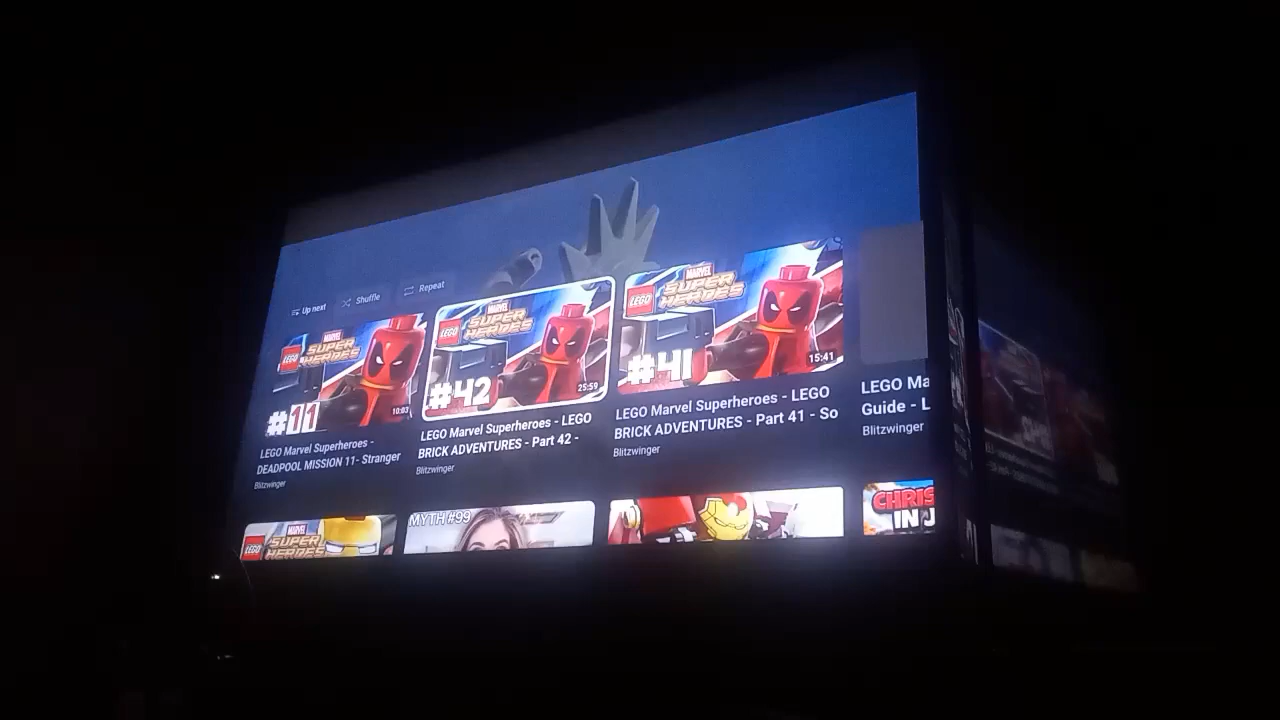 Up next
Shuffle
Repeat
LEGO
MARVEL
SUPER
HEROES
#11
10:03
LEGO Marvel Superheroes -
DEADPOOL MISSION 11- Stranger
Blitzwinger
LEGO
MARVEL
SUPER
HEROES
#42
25:59
LEGO Marvel Superheroes - LEGO
BRICK ADVENTURES - Part 42 -
Blitzwinger
LEGO
MARVEL
SUPER
HEROES
#41
15:41
LEGO Marvel Superheroes - LEGO
BRICK ADVENTURES - Part 41 - So
Blitzwinger
LEGO Ma
Guide - L
Blitzwinger
LEGO
MARVEL
SUPER
HEROES
MYTH #99
CHRIS
IN J